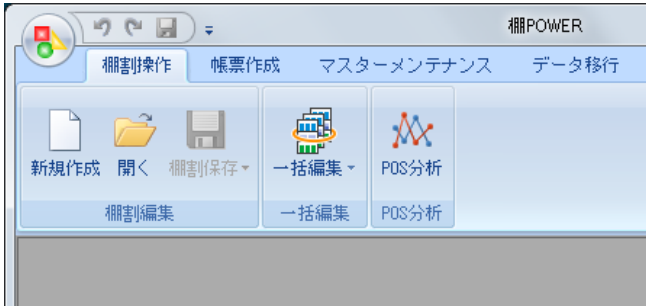 棚POWER
棚割操作 帳票作成 マスターメンテナンス データ移行
新規作成 開く 棚割保存 一括編集 POS分析
棚割編集 一括編集 POS分析